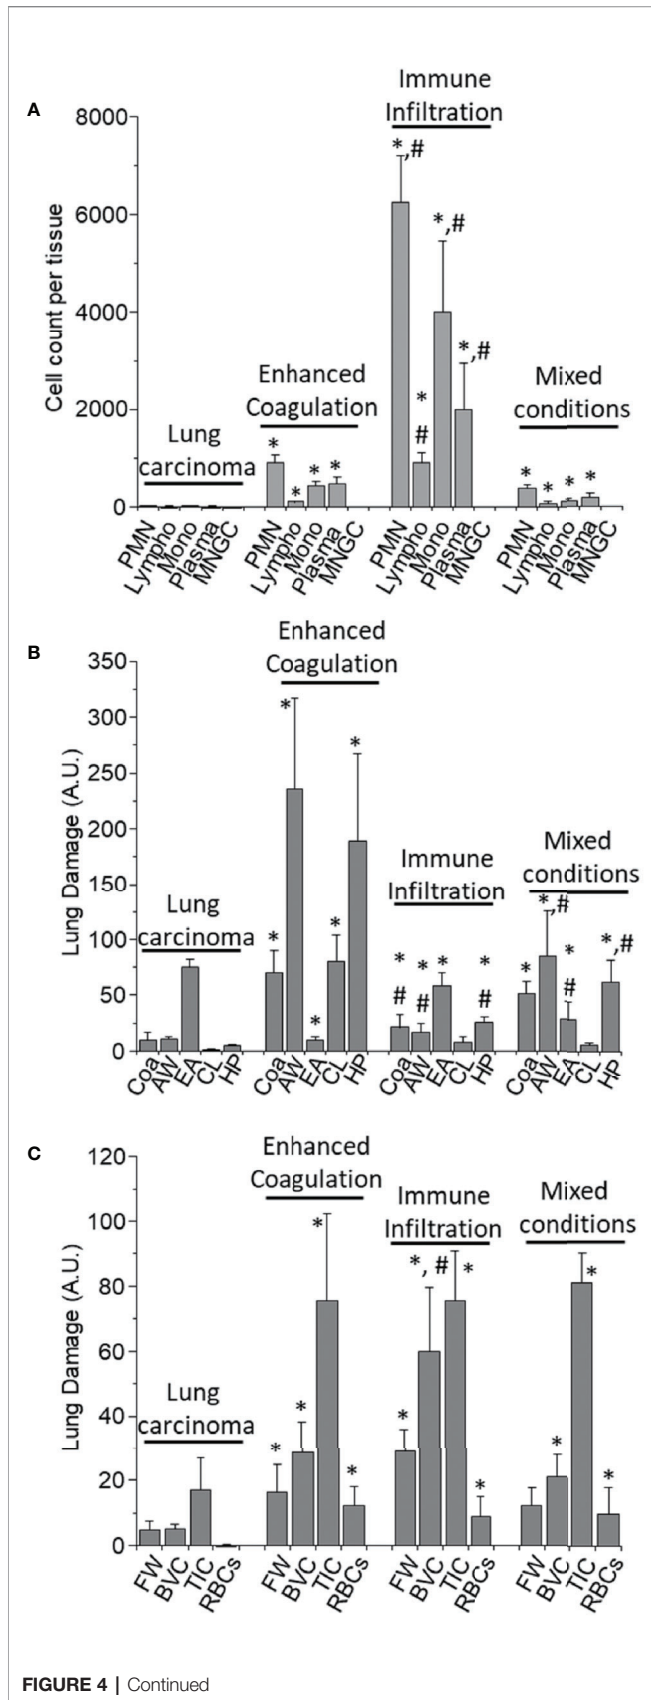 A
Immune
Infiltration
8000
6000
4000
2000
0
Cell count per tissue
*,#
*,#
*,#
*
#
Enhanced
Coagulation
Mixed
conditions
Lung
carcinoma
* * * *
* * * *
PMN Lympho Mono Plasma MNGC PMN Lympho Mono Plasma MNGC PMN Lympho Mono Plasma MNGC PMN Lympho Mono Plasma MNGC
B
Enhanced
Coagulation
350
300
250
200
150
100
50
0
Lung Damage (A.U.)
* * * * *
Immune
Infiltration
Mixed
conditions
Lung
carcinoma
* * * *
# # #
* *,# * *,#
#
Coa AW EA CL HP Coa AW EA CL HP Coa AW EA CL HP Coa AW EA CL HP
C
Enhanced
Coagulation
Immune
Infiltration
Mixed
conditions
120
100
80
60
40
20
0
Lung Damage (A.U.)
Lung
carcinoma
* * * *
* *, # * *
* * *
FW BVC TIC RBCs FW BVC TIC RBCs FW BVC TIC RBCs FW BVC TIC RBCs
FIGURE 4 | Continued